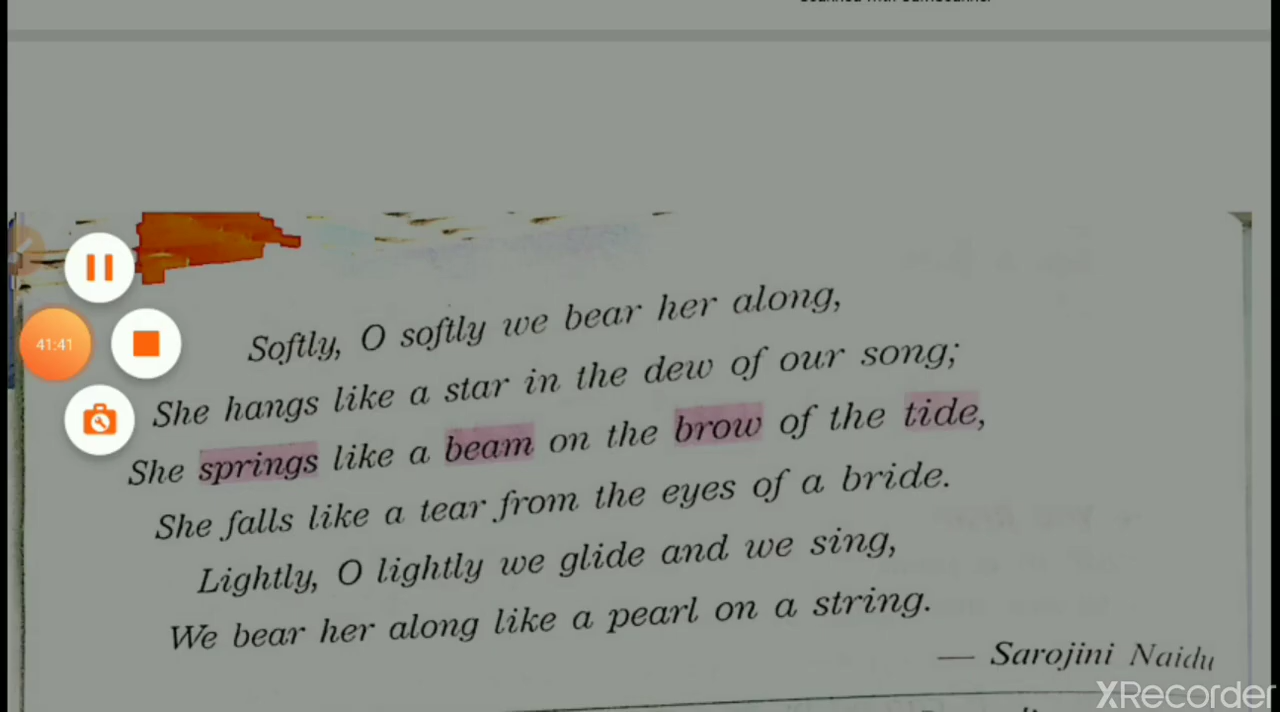 Softly, O softly we bear her along,
She hangs like a star in the dew of our song;
She springs like a beam on the brow of the tide,
She falls like a tear from the eyes of a bride.
Lightly, O lightly we glide and we sing,
We bear her along like a pearl on a string.
— Sarojini Naidu
41:41
XRecorder